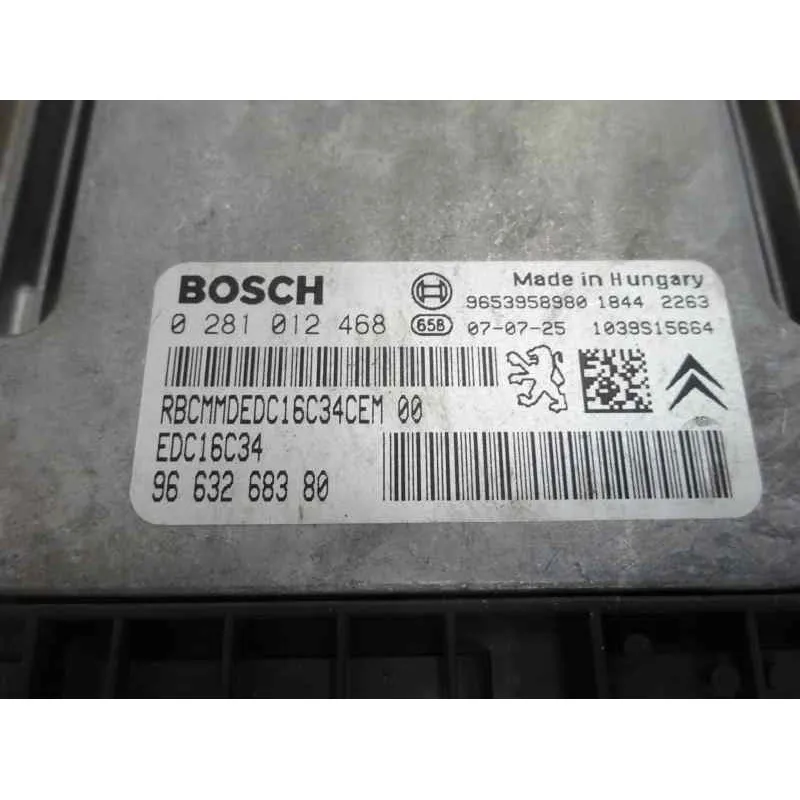 BOSCH
Made in Hungary
9653958980 1844 2263
0 281 012 468
658
07-07-25 1039S15664
RBCMMDEDC16C34CEM 00
EDC16C34
96 632 683 80